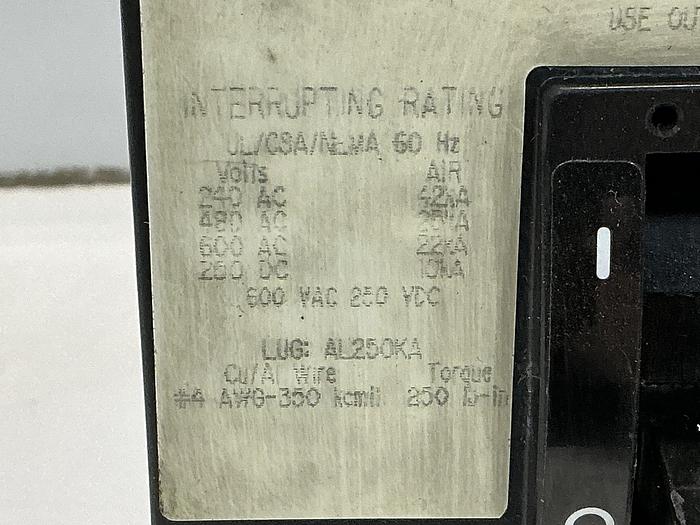 USE OU
INTERRUPTING RATING
UL/CSA/NEMA 60 Hz
Volts AIR
240 AC 42kA
480 AC 25kA
600 AC 22kA
250 DC 10kA
600 VAC 250 VDC
LUG: AL250KA
Cu/Al Wire Torque
#4 AWG-350 kcmil 250 lb-in